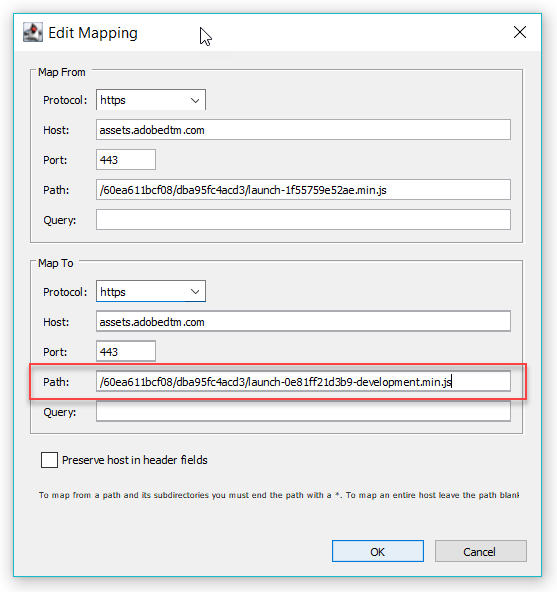 Edit Mapping
Map From
Protocol: https
Host: assets.adobedtm.com
Port: 443
Path: /60ea611bcf08/dba95fc4acd3/launch-1f55759e52ae.min.js
Query:
Map To
Protocol: https
Host: assets.adobedtm.com
Port: 443
Path: /60ea611bcf08/dba95fc4acd3/launch-0e81ff21d3b9-development.min.js
Query:
Preserve host in header fields
To map from a path and its subdirectories you must end the path with a *. To map an entire host leave the path blank
OK Cancel